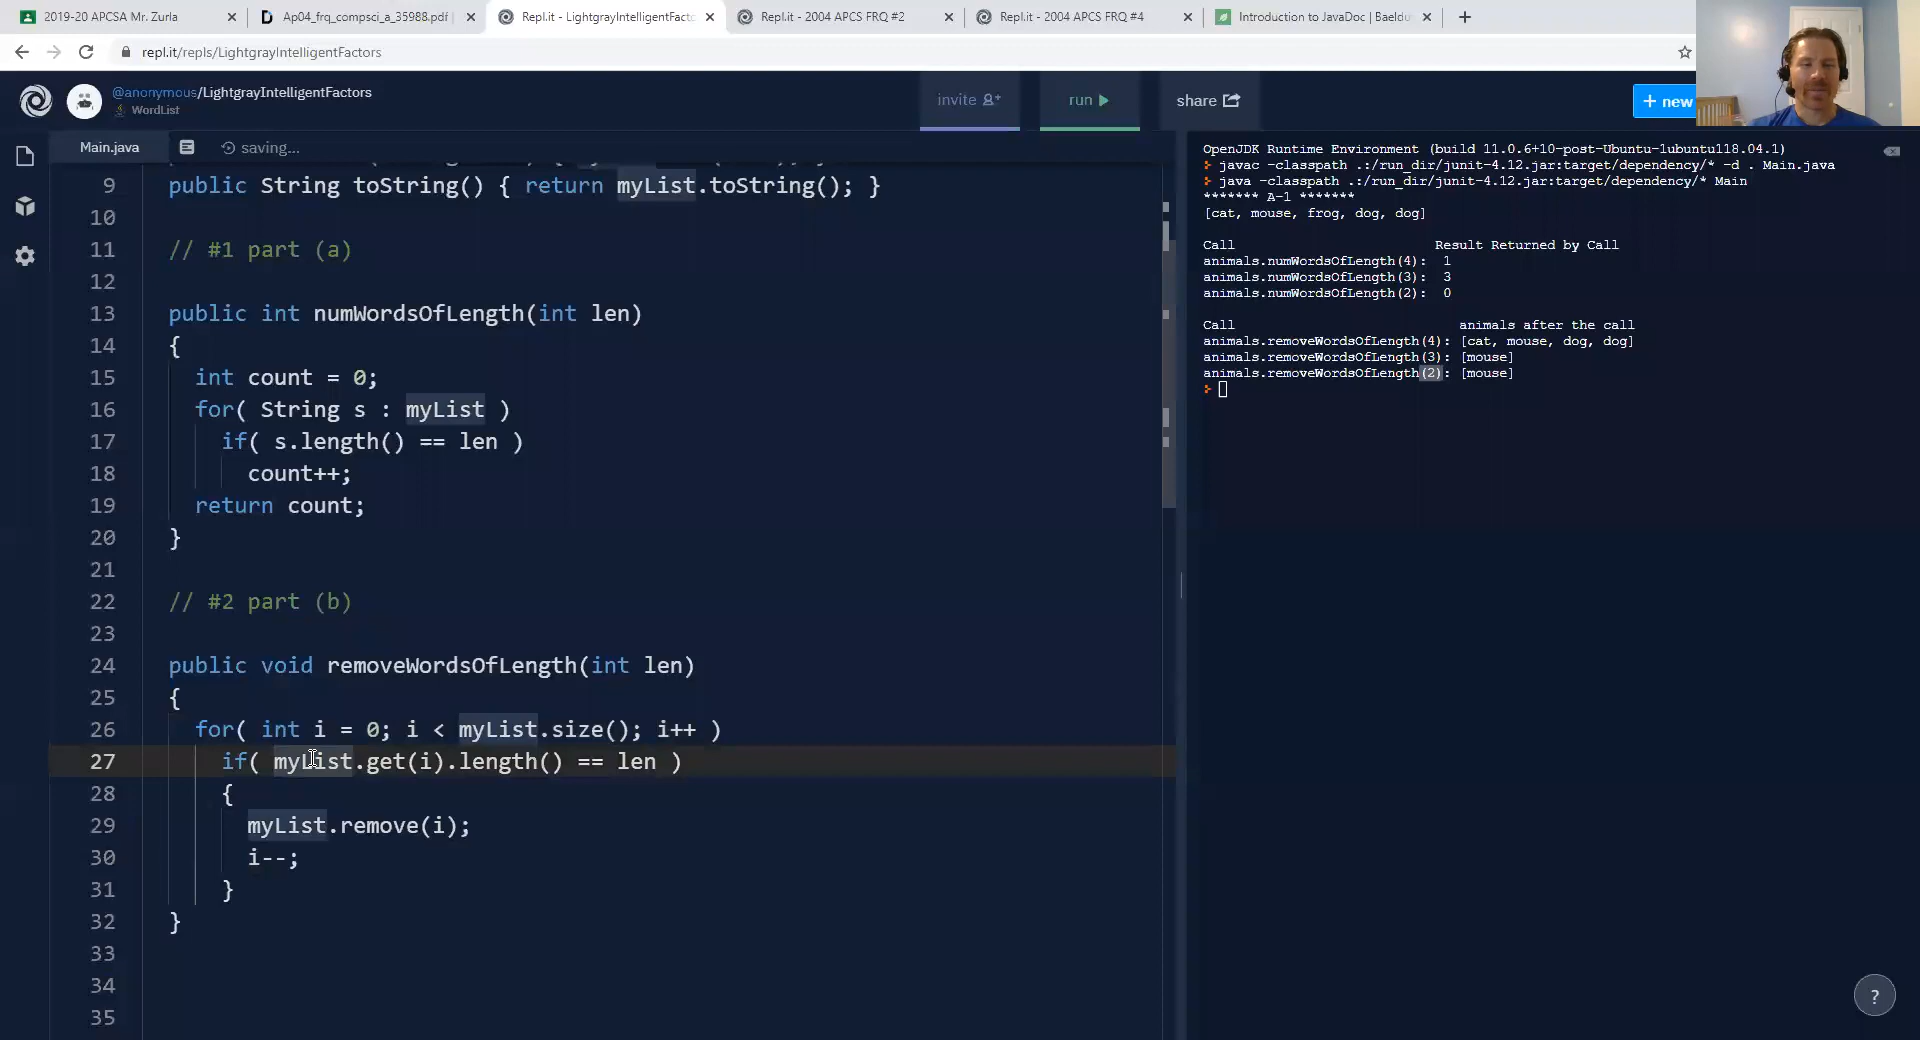 2019-20 APCSA Mr. Zurla
Ap04_frq_compsci_a_35988.pdf |
Repl.it - LightgrayIntelligentFacto
Repl.it - 2004 APCS FRQ #2
Repl.it - 2004 APCS FRQ #4
Introduction to JavaDoc | Baeldu
repl.it/repls/LightgrayIntelligentFactors
@anonymous/LightgrayIntelligentFactors
WordList
invite
run
share
+ new
Main.java
saving...
9 public String toString() { return myList.toString(); }
10
11 // #1 part (a)
12
13 public int numWordsOfLength(int len)
14 {
15 int count = 0;
16 for( String s : myList )
17 if( s.length() == len )
18 count++;
19 return count;
20 }
21
22 // #2 part (b)
23
24 public void removeWordsOfLength(int len)
25 {
26 for( int i = 0; i < myList.size(); i++ )
27 if( myList.get(i).length() == len )
28 {
29 myList.remove(i);
30 i--;
31 }
32 }
33
34
35
OpenJDK Runtime Environment (build 11.0.6+10-post-Ubuntu-1ubuntu118.04.1)
javac -classpath .:/run_dir/junit-4.12.jar:target/dependency/* -d . Main.java
java -classpath .:/run_dir/junit-4.12.jar:target/dependency/* Main
******* A-1 *******
[cat, mouse, frog, dog, dog]
Call Result Returned by Call
animals.numWordsOfLength(4): 1
animals.numWordsOfLength(3): 3
animals.numWordsOfLength(2): 0
Call animals after the call
animals.removeWordsOfLength(4): [cat, mouse, dog, dog]
animals.removeWordsOfLength(3): [mouse]
animals.removeWordsOfLength(2): [mouse]
?